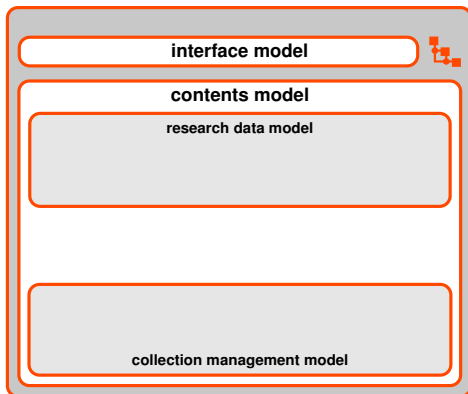 interface model
contents model
research data model
collection management model